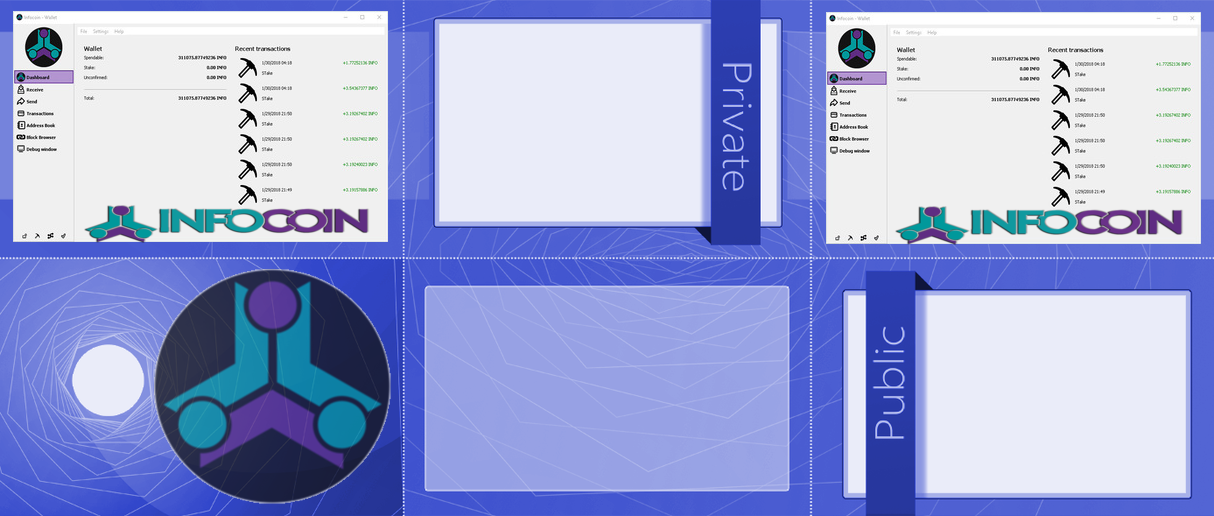 Infocoin - Wallet
File Settings Help
Wallet
Spendable: 311075.87749236 INFO
Stake: 0.00 INFO
Unconfirmed: 0.00 INFO
Total: 311075.87749236 INFO
Dashboard
Receive
Send
Transactions
Address Book
Block Browser
Debug window
Recent transactions
1/30/2018 04:18 +1.77252136 INFO
STake
1/30/2018 04:18 +3.54367377 INFO
STake
1/29/2018 21:50 +3.19267402 INFO
STake
1/29/2018 21:50 +3.19267402 INFO
STake
1/29/2018 21:50 +3.19240023 INFO
STake
1/29/2018 21:49 +3.19157886 INFO
STake
INFOCOIN
Private
Infocoin - Wallet
File Settings Help
Wallet
Spendable: 311075.87749236 INFO
Stake: 0.00 INFO
Unconfirmed: 0.00 INFO
Total: 311075.87749236 INFO
Dashboard
Receive
Send
Transactions
Address Book
Block Browser
Debug window
Recent transactions
1/30/2018 04:18 +1.77252136 INFO
STake
1/30/2018 04:18 +3.54367377 INFO
STake
1/29/2018 21:50 +3.19267402 INFO
STake
1/29/2018 21:50 +3.19267402 INFO
STake
1/29/2018 21:50 +3.19240023 INFO
STake
1/29/2018 21:49 +3.19157886 INFO
STake
INFOCOIN
Public